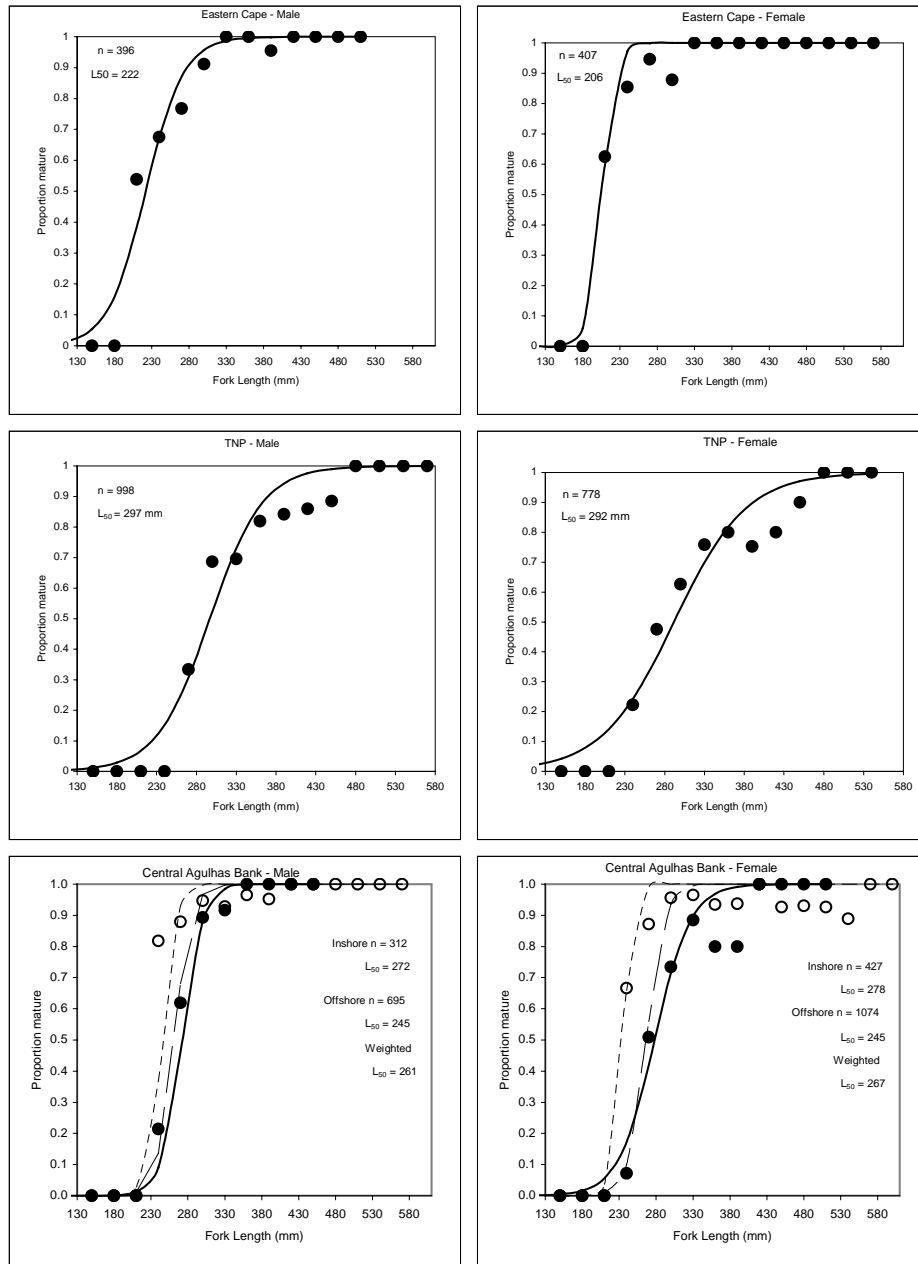 Eastern Cape - Male
n = 396
L50 = 222
1
0.9
0.8
0.7
0.6
0.5
0.4
0.3
0.2
0.1
0
Proportion mature
130 180 230 280 330 380 430 480 530 580
Fork Length (mm)
Eastern Cape - Female
n = 407
L50 = 206
1
0.9
0.8
0.7
0.6
0.5
0.4
0.3
0.2
0.1
0
Proportion mature
130 180 230 280 330 380 430 480 530 580
Fork Length (mm)
TNP - Male
n = 998
L50 = 297 mm
1
0.9
0.8
0.7
0.6
0.5
0.4
0.3
0.2
0.1
0
Proportion mature
130 180 230 280 330 380 430 480 530 580
Fork Length (mm)
TNP - Female
n = 778
L50 = 292 mm
1
0.9
0.8
0.7
0.6
0.5
0.4
0.3
0.2
0.1
0
Proportion mature
130 180 230 280 330 380 430 480 530 580
Fork Length (mm)
Central Agulhas Bank - Male
Inshore n = 312
L50 = 272
Offshore n = 695
L50 = 245
Weighted
L50 = 261
1.0
0.9
0.8
0.7
0.6
0.5
0.4
0.3
0.2
0.1
0.0
Proportion mature
130 180 230 280 330 380 430 480 530 580
Fork Length (mm)
Central Agulhas Bank - Female
Inshore n = 427
L50 = 278
Offshore n = 1074
L50 = 245
Weighted
L50 = 267
1.0
0.9
0.8
0.7
0.6
0.5
0.4
0.3
0.2
0.1
0.0
Proportion mature
130 180 230 280 330 380 430 480 530 580
Fork Length (mm)